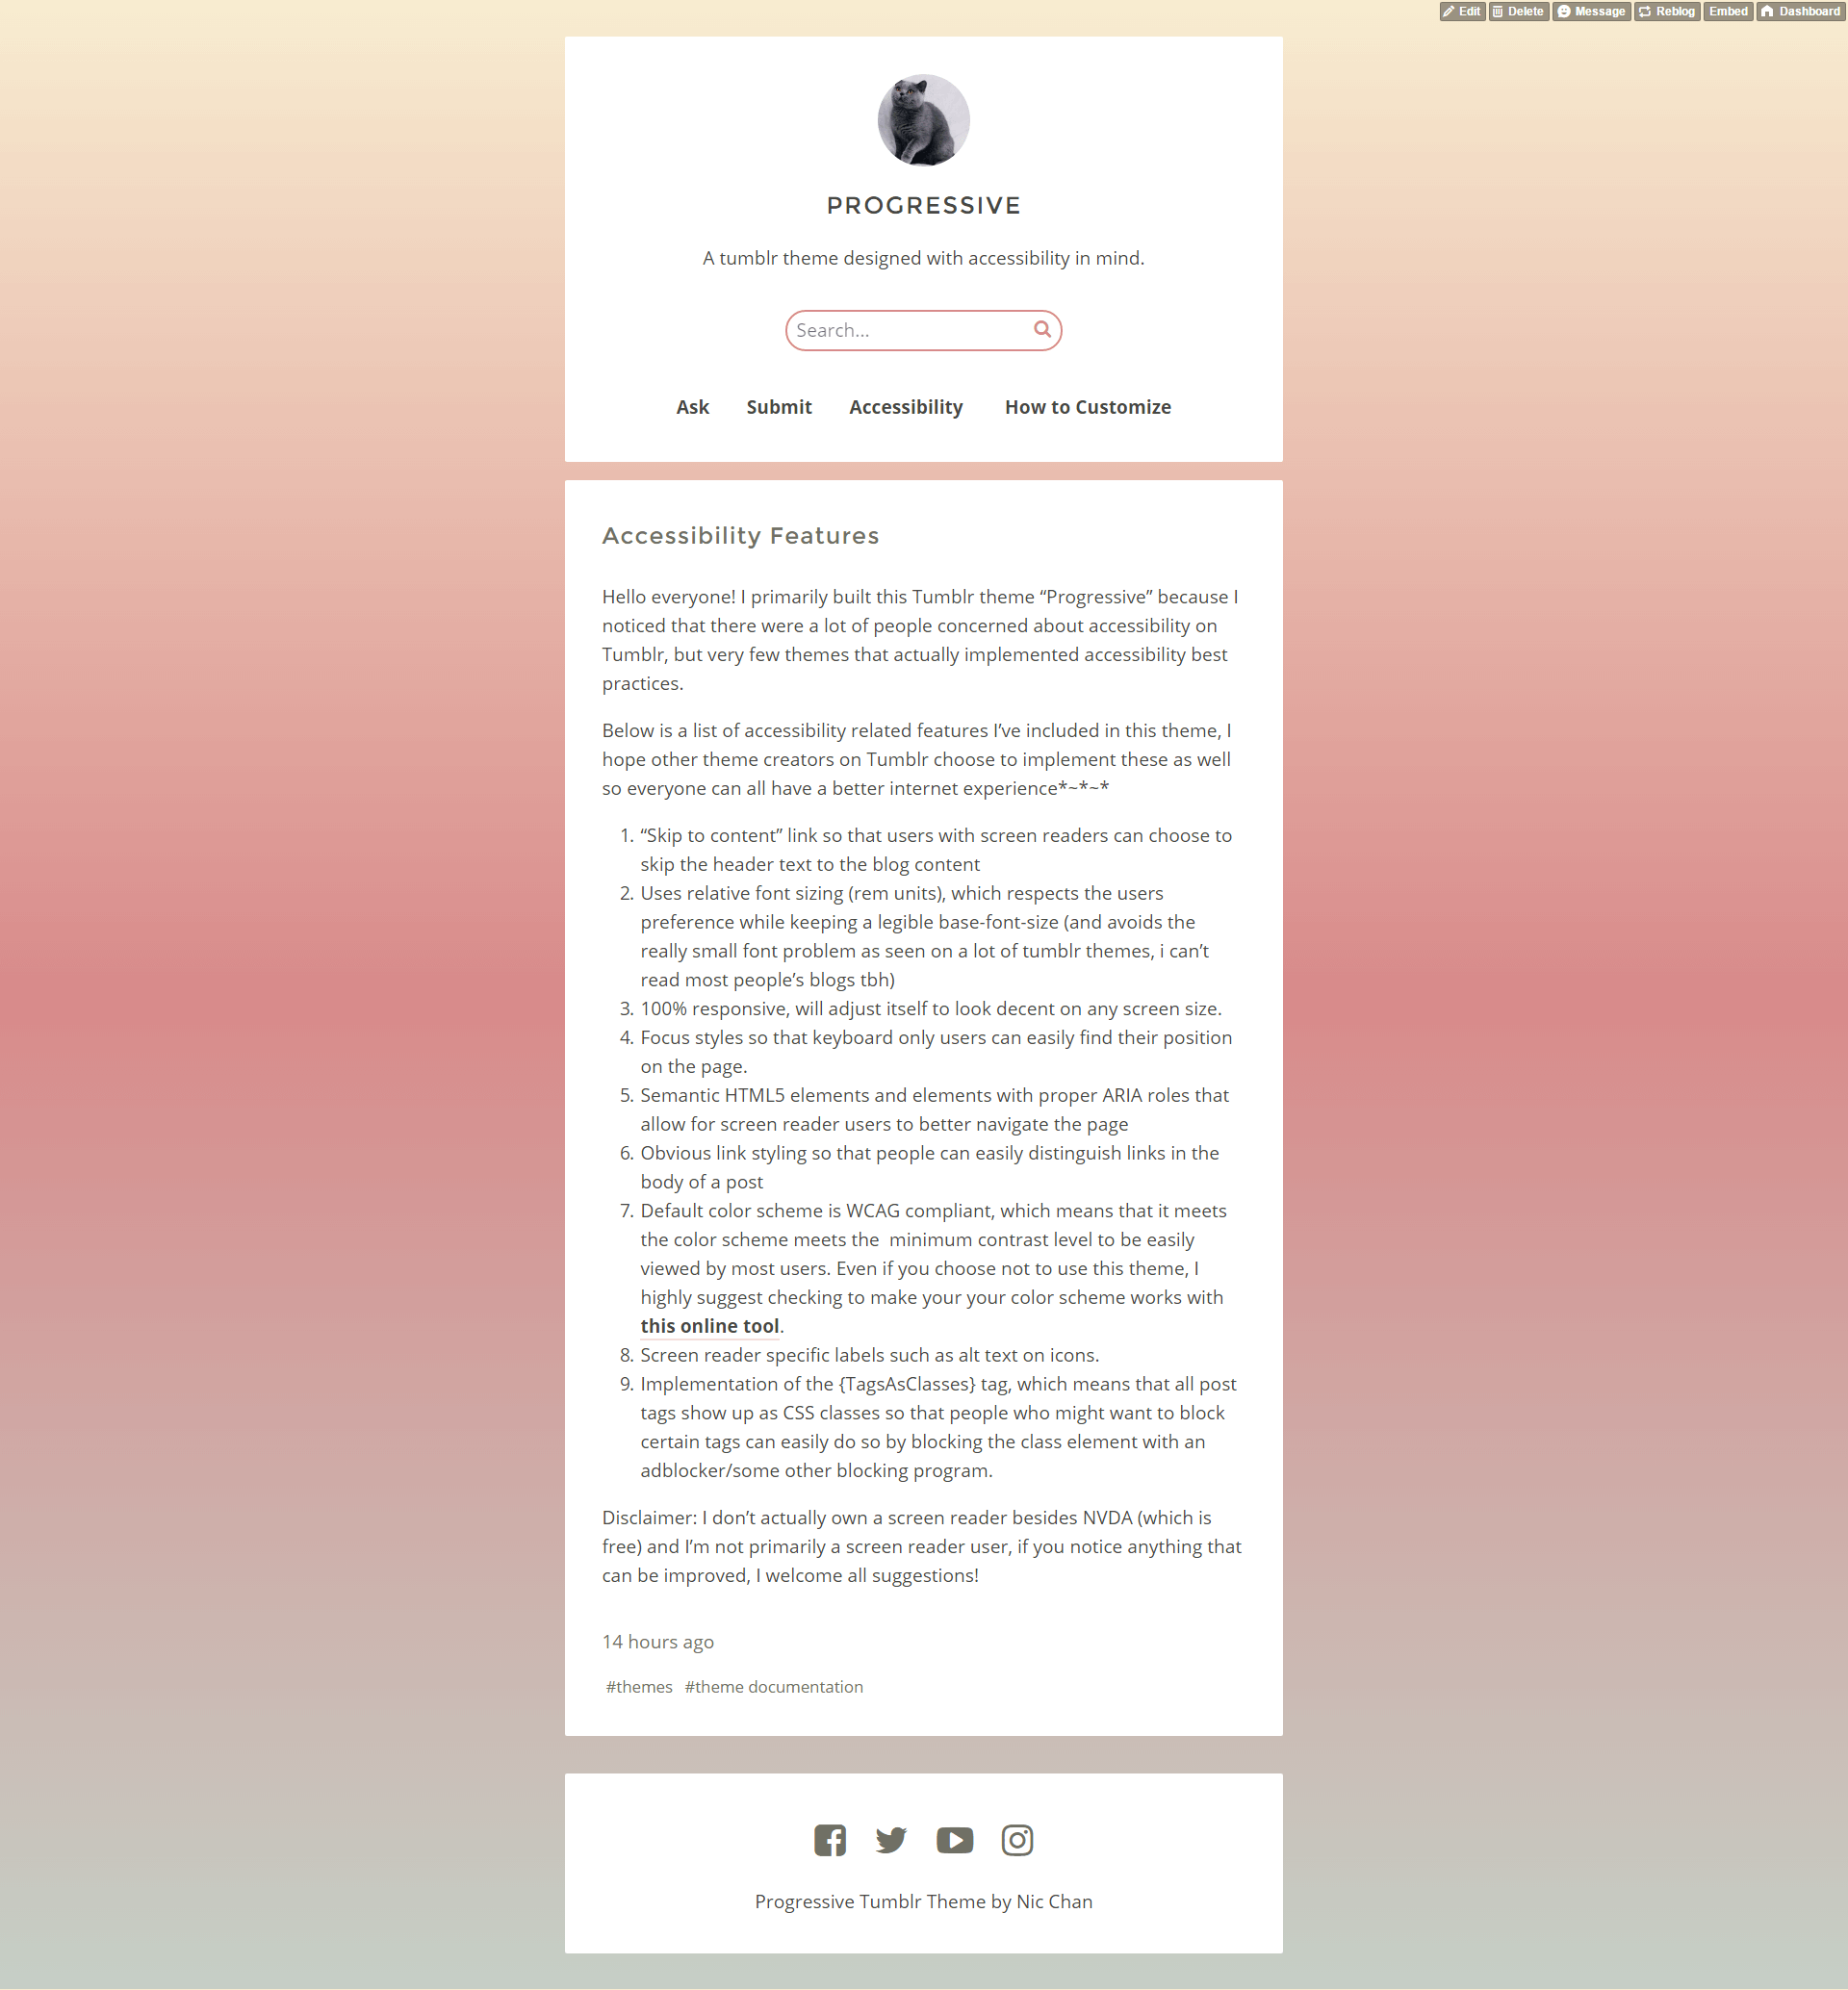 Edit Delete Message Reblog Embed Dashboard
PROGRESSIVE
A tumblr theme designed with accessibility in mind.
Search...
Ask Submit Accessibility How to Customize
Accessibility Features
Hello everyone! I primarily built this Tumblr theme “Progressive” because I
noticed that there were a lot of people concerned about accessibility on
Tumblr, but very few themes that actually implemented accessibility best
practices.
Below is a list of accessibility related features I’ve included in this theme, I
hope other theme creators on Tumblr choose to implement these as well
so everyone can all have a better internet experience*~*~*
1. “Skip to content” link so that users with screen readers can choose to
skip the header text to the blog content
2. Uses relative font sizing (rem units), which respects the users
preference while keeping a legible base-font-size (and avoids the
really small font problem as seen on a lot of tumblr themes, i can’t
read most people’s blogs tbh)
3. 100% responsive, will adjust itself to look decent on any screen size.
4. Focus styles so that keyboard only users can easily find their position
on the page.
5. Semantic HTML5 elements and elements with proper ARIA roles that
allow for screen reader users to better navigate the page
6. Obvious link styling so that people can easily distinguish links in the
body of a post
7. Default color scheme is WCAG compliant, which means that it meets
the color scheme meets the  minimum contrast level to be easily
viewed by most users. Even if you choose not to use this theme, I
highly suggest checking to make your your color scheme works with
this online tool.
8. Screen reader specific labels such as alt text on icons.
9. Implementation of the {TagsAsClasses} tag, which means that all post
tags show up as CSS classes so that people who might want to block
certain tags can easily do so by blocking the class element with an
adblocker/some other blocking program.
Disclaimer: I don’t actually own a screen reader besides NVDA (which is
free) and I’m not primarily a screen reader user, if you notice anything that
can be improved, I welcome all suggestions!
14 hours ago
#themes #theme documentation
Progressive Tumblr Theme by Nic Chan